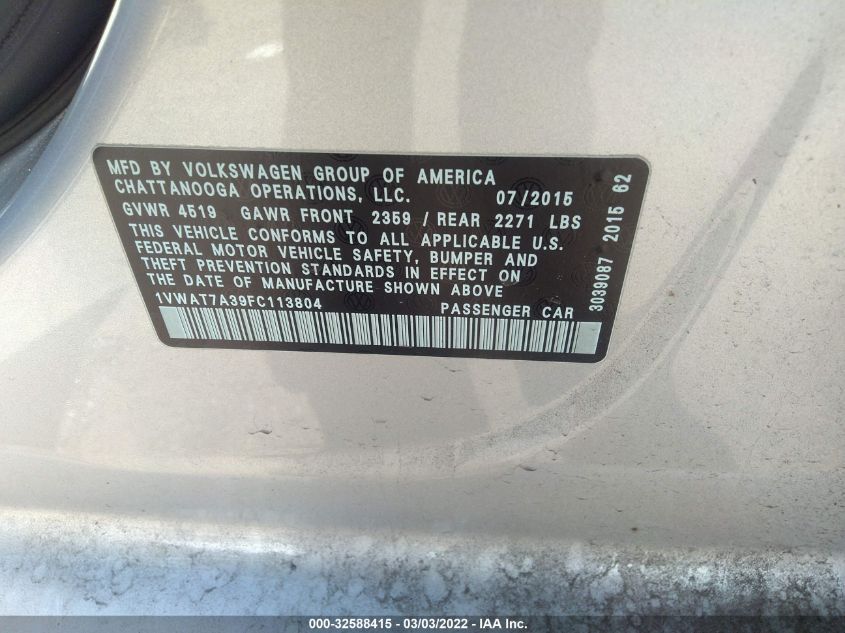 MFD BY VOLKSWAGEN GROUP OF AMERICA
CHATTANOOGA OPERATIONS, LLC. 07/2015
GVWR 4519 GAWR FRONT 2359 / REAR 2271 LBS
THIS VEHICLE CONFORMS TO ALL APPLICABLE U.S.
FEDERAL MOTOR VEHICLE SAFETY, BUMPER AND
THEFT PREVENTION STANDARDS IN EFFECT ON
THE DATE OF MANUFACTURE SHOWN ABOVE
1VWAT7A39FC113804 PASSENGER CAR
3039087 2015 62
000-32588415 - 03/03/2022 - IAA Inc.